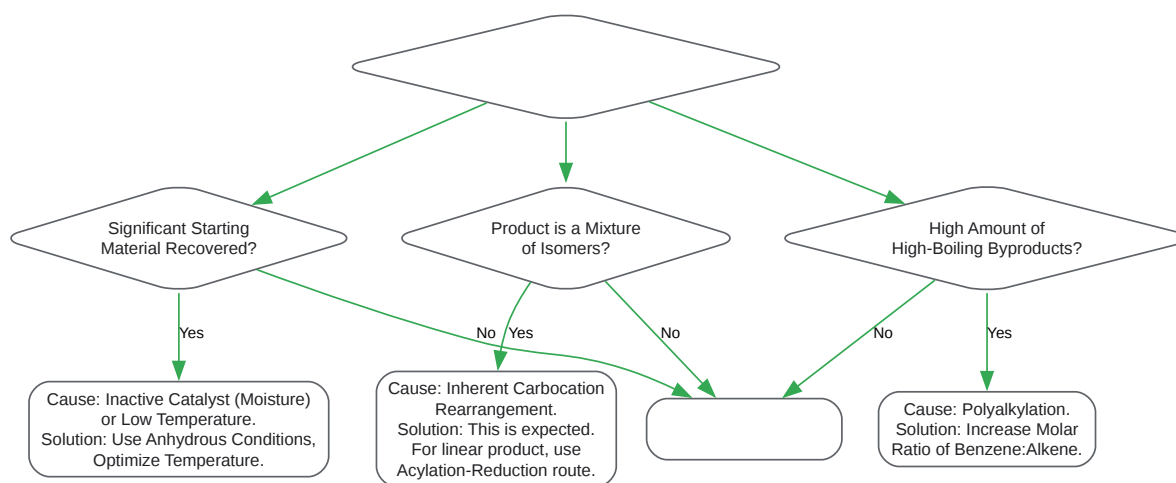 Significant Starting
Material Recovered?
Product is a Mixture
of Isomers?
High Amount of
High-Boiling Byproducts?
Yes
No
Yes
No
No
Yes
Cause: Inactive Catalyst (Moisture)
or Low Temperature.
Solution: Use Anhydrous Conditions,
Optimize Temperature.
Cause: Inherent Carbocation
Rearrangement.
Solution: This is expected.
For linear product, use
Acylation-Reduction route.
Cause: Polyalkylation.
Solution: Increase Molar
Ratio of Benzene:Alkene.